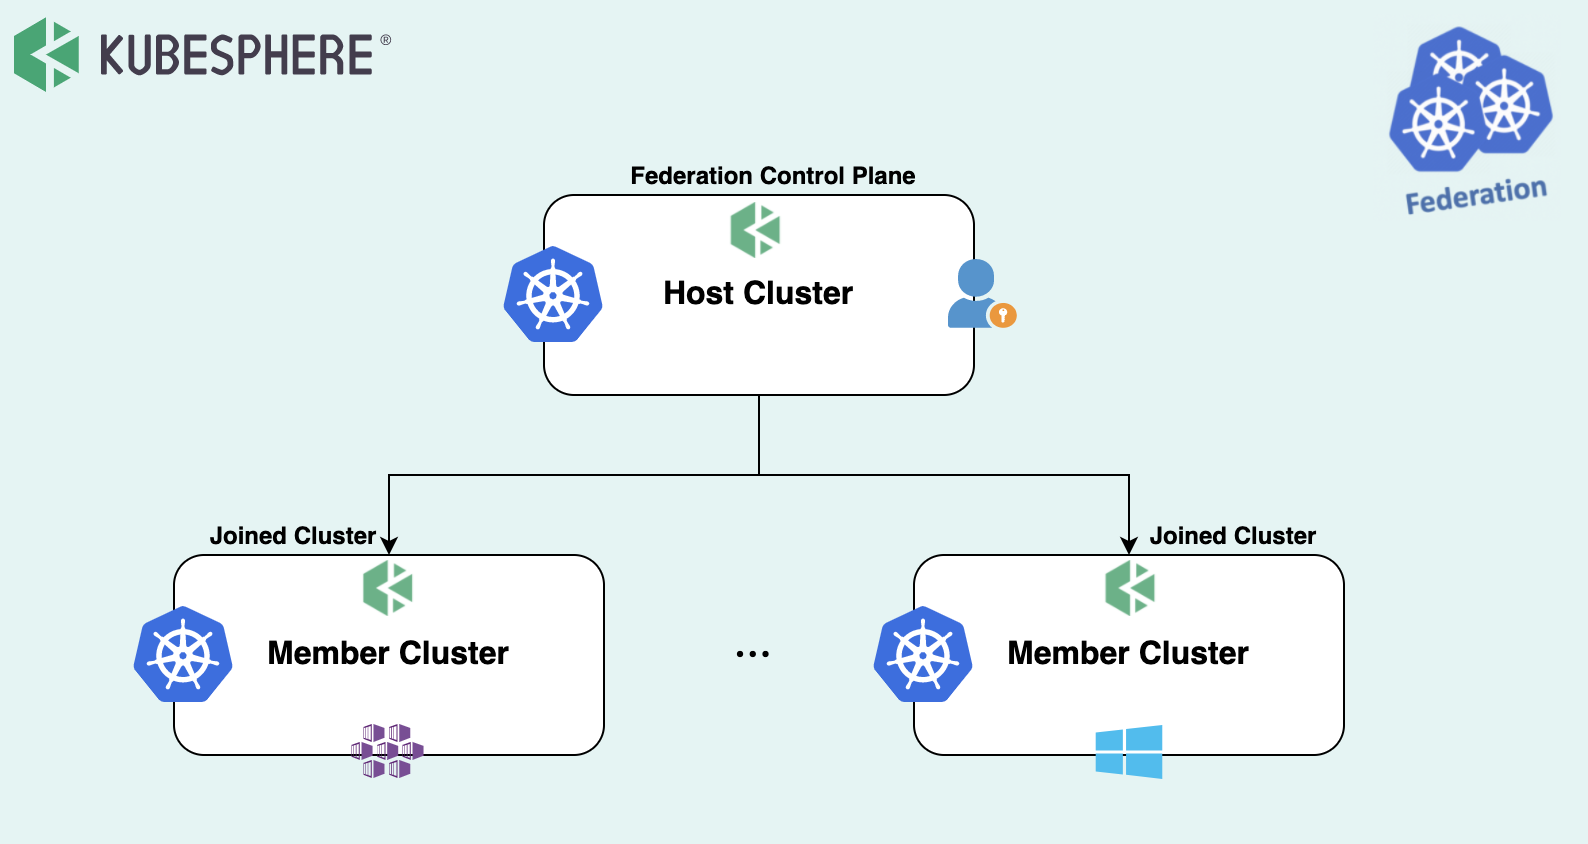 KUBESPHERE®
Federation
Federation Control Plane
Host Cluster
Joined Cluster
Joined Cluster
Member Cluster
...
Member Cluster